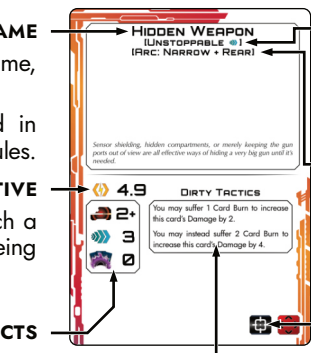 AME
me,
d in
ules.
TIVE
ch a
eing
CTS
HIDDEN WEAPON
[UNSTOPPABLE]
[ARC: NARROW + REAR]
Sensor shielding, hidden compartments, or merely keeping the gun
ports out of view are all effective ways of hiding a very big gun until it's
needed.
4.9
2+
3
0
DIRTY TACTICS
You may suffer 1 Card Burn to increase
this card's Damage by 2.
You may instead suffer 2 Card Burn to
increase this card's Damage by 4.